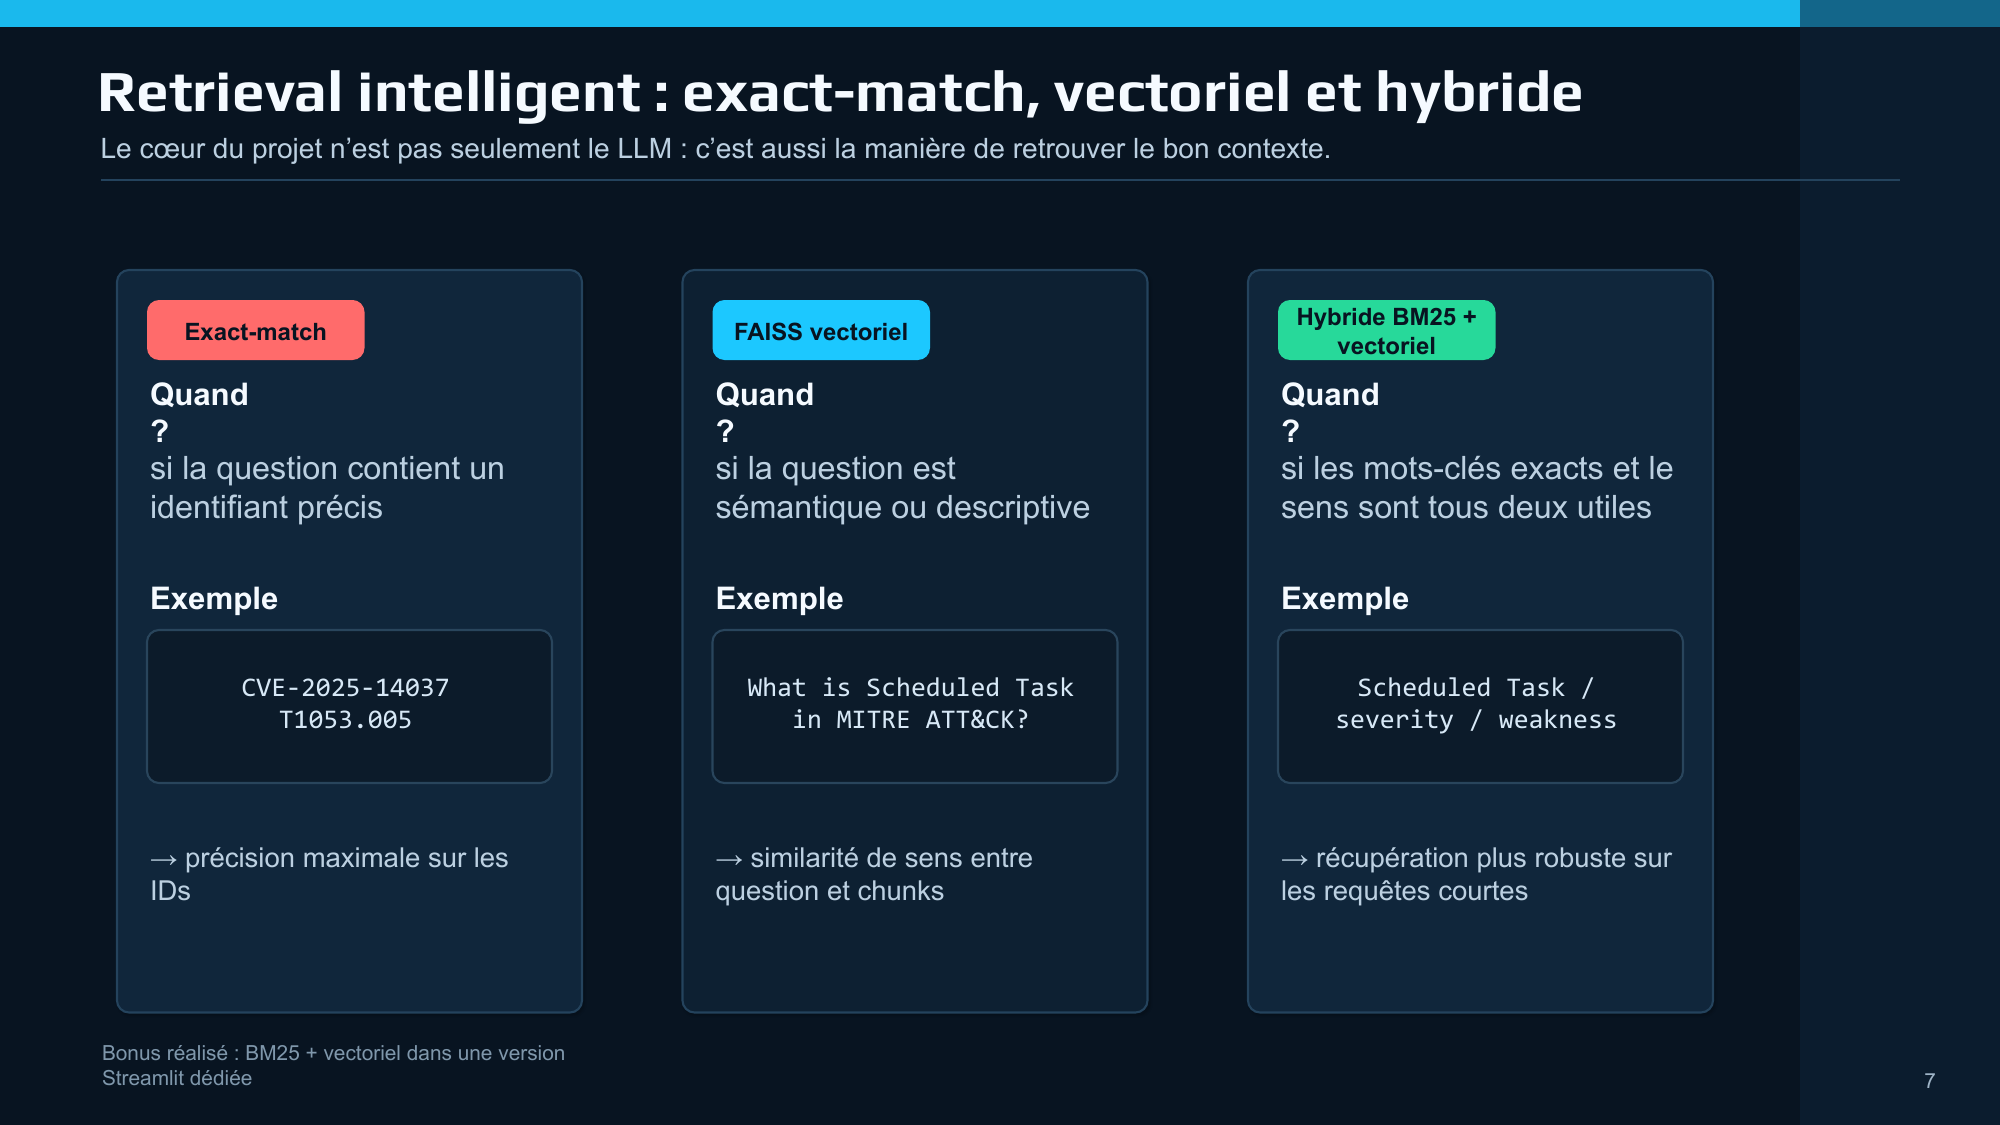 Retrieval intelligent : exact-match, vectoriel et hybride
Le cœur du projet n’est pas seulement le LLM : c’est aussi la manière de retrouver le bon contexte.
Exact-match
Quand
?
si la question contient un
identifiant précis
Exemple
CVE-2025-14037
T1053.005
→ précision maximale sur les
IDs
FAISS vectoriel
Quand
?
si la question est
sémantique ou descriptive
Exemple
What is Scheduled Task
in MITRE ATT&CK?
→ similarité de sens entre
question et chunks
Hybride BM25 +
vectoriel
Quand
?
si les mots-clés exacts et le
sens sont tous deux utiles
Exemple
Scheduled Task /
severity / weakness
→ récupération plus robuste sur
les requêtes courtes
Bonus réalisé : BM25 + vectoriel dans une version
Streamlit dédiée
7